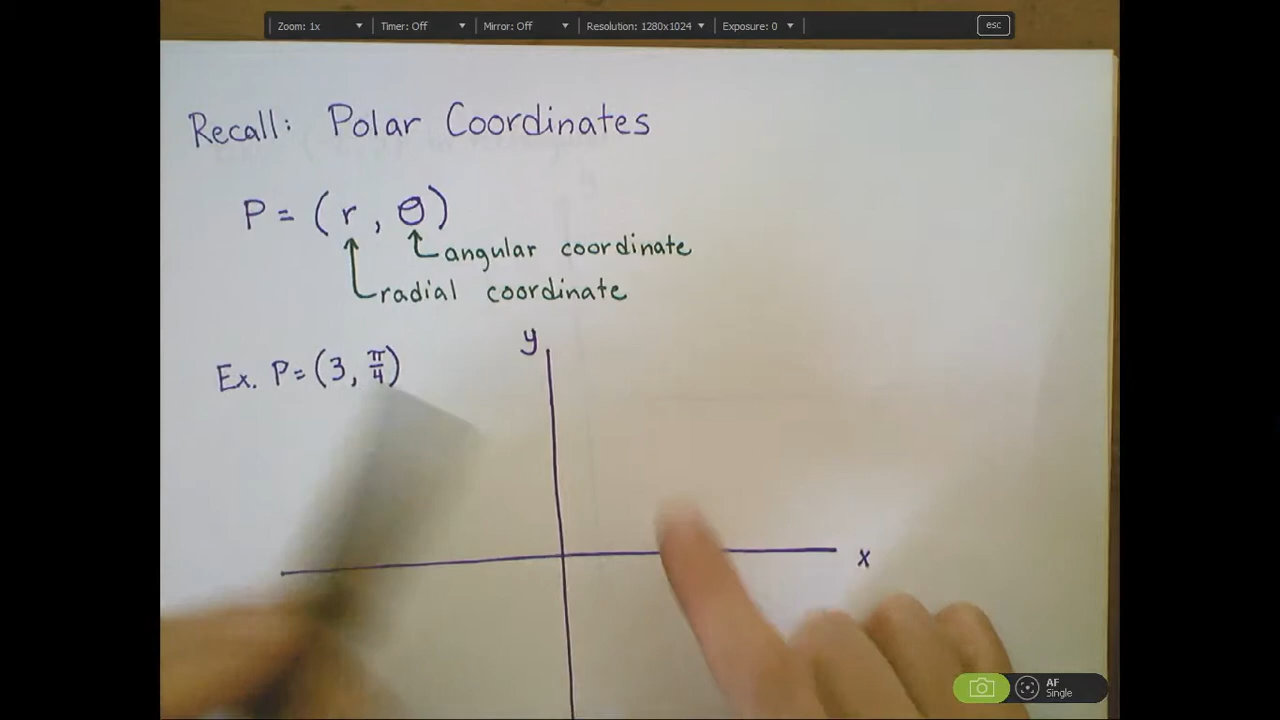 Zoom: 1x Timer: Off Mirror: Off Resolution: 1280x1024 Exposure: 0 esc
Recall: Polar Coordinates
P = (r, θ)
angular coordinate
radial coordinate
y
Ex. P = (3, π/4)
x
AF
Single